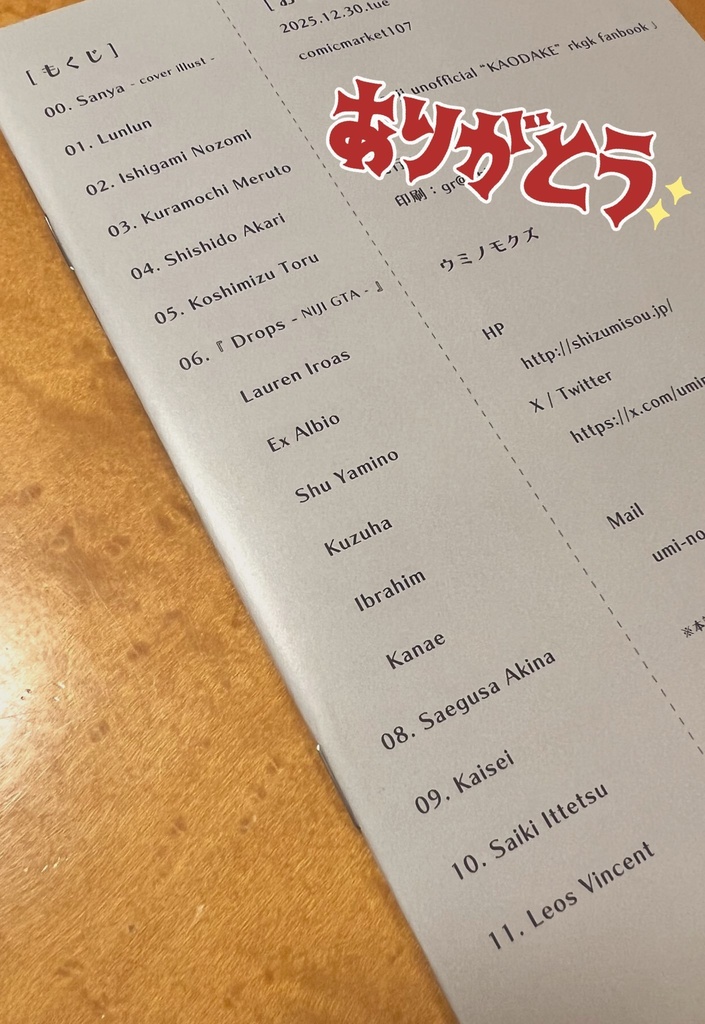 [ もくじ ]
00. Sanya - cover illust -
01. Lunlun
02. Ishigami Nozomi
03. Kuramochi Meruto
04. Shishido Akari
05. Koshimizu Toru
06.『 Drops - NIJI GTA - 』
Lauren Iroas
Ex Albio
Shu Yamino
Kuzuha
Ibrahim
Kanae
08. Saegusa Akina
09. Kaisei
10. Saiki Ittetsu
11. Leos Vincent
2025.12.30.tue
comicmarket107
unofficial "KAODAKE" rkgk fanbook 」
ありがとう
印刷：
ウミノモクズ
HP
http://shizumisou.jp/
X / Twitter
Mail